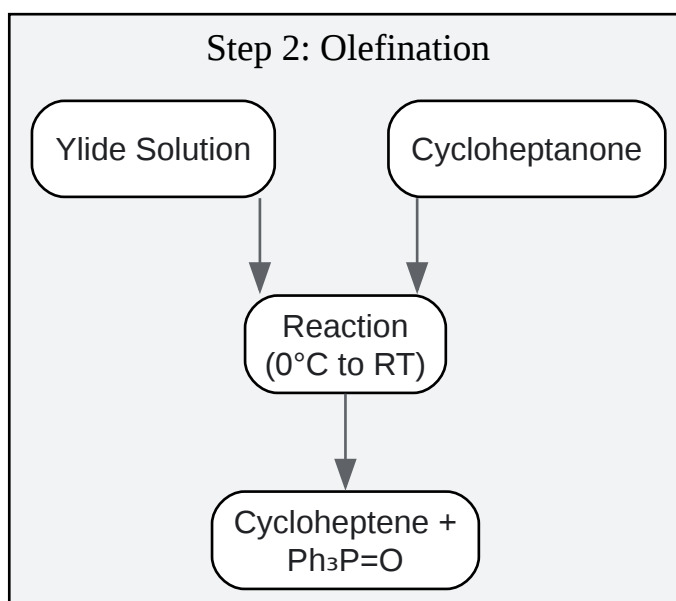 Step 2: Olefination
Ylide Solution
Cycloheptanone
Reaction
(0°C to RT)
Cycloheptene +
Ph₃P=O